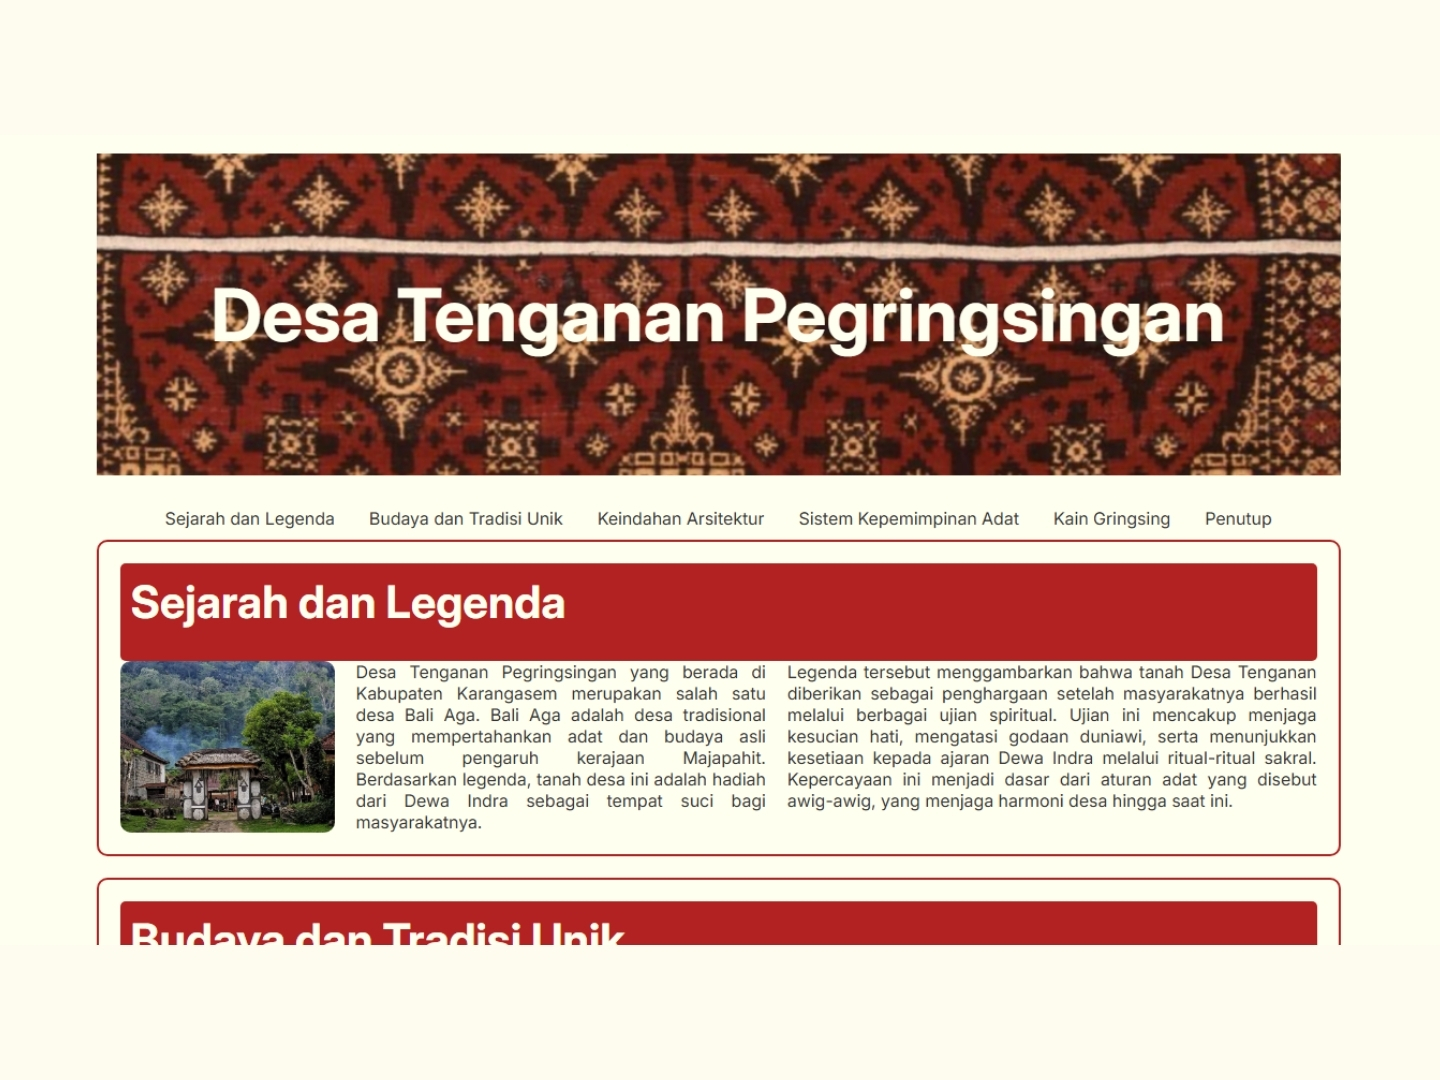 Desa Tenganan Pegringsingan
Sejarah dan Legenda Budaya dan Tradisi Unik Keindahan Arsitektur Sistem Kepemimpinan Adat Kain Gringsing Penutup
Sejarah dan Legenda
Desa Tenganan Pegringsingan yang berada di
Kabupaten Karangasem merupakan salah satu
desa Bali Aga. Bali Aga adalah desa tradisional
yang mempertahankan adat dan budaya asli
sebelum pengaruh kerajaan Majapahit.
Berdasarkan legenda, tanah desa ini adalah hadiah
dari Dewa Indra sebagai tempat suci bagi
masyarakatnya.
Legenda tersebut menggambarkan bahwa tanah Desa Tenganan
diberikan sebagai penghargaan setelah masyarakatnya berhasil
melalui berbagai ujian spiritual. Ujian ini mencakup menjaga
kesucian hati, mengatasi godaan duniawi, serta menunjukkan
kesetiaan kepada ajaran Dewa Indra melalui ritual-ritual sakral.
Kepercayaan ini menjadi dasar dari aturan adat yang disebut
awig-awig, yang menjaga harmoni desa hingga saat ini.
Budaya dan Tradisi Unik